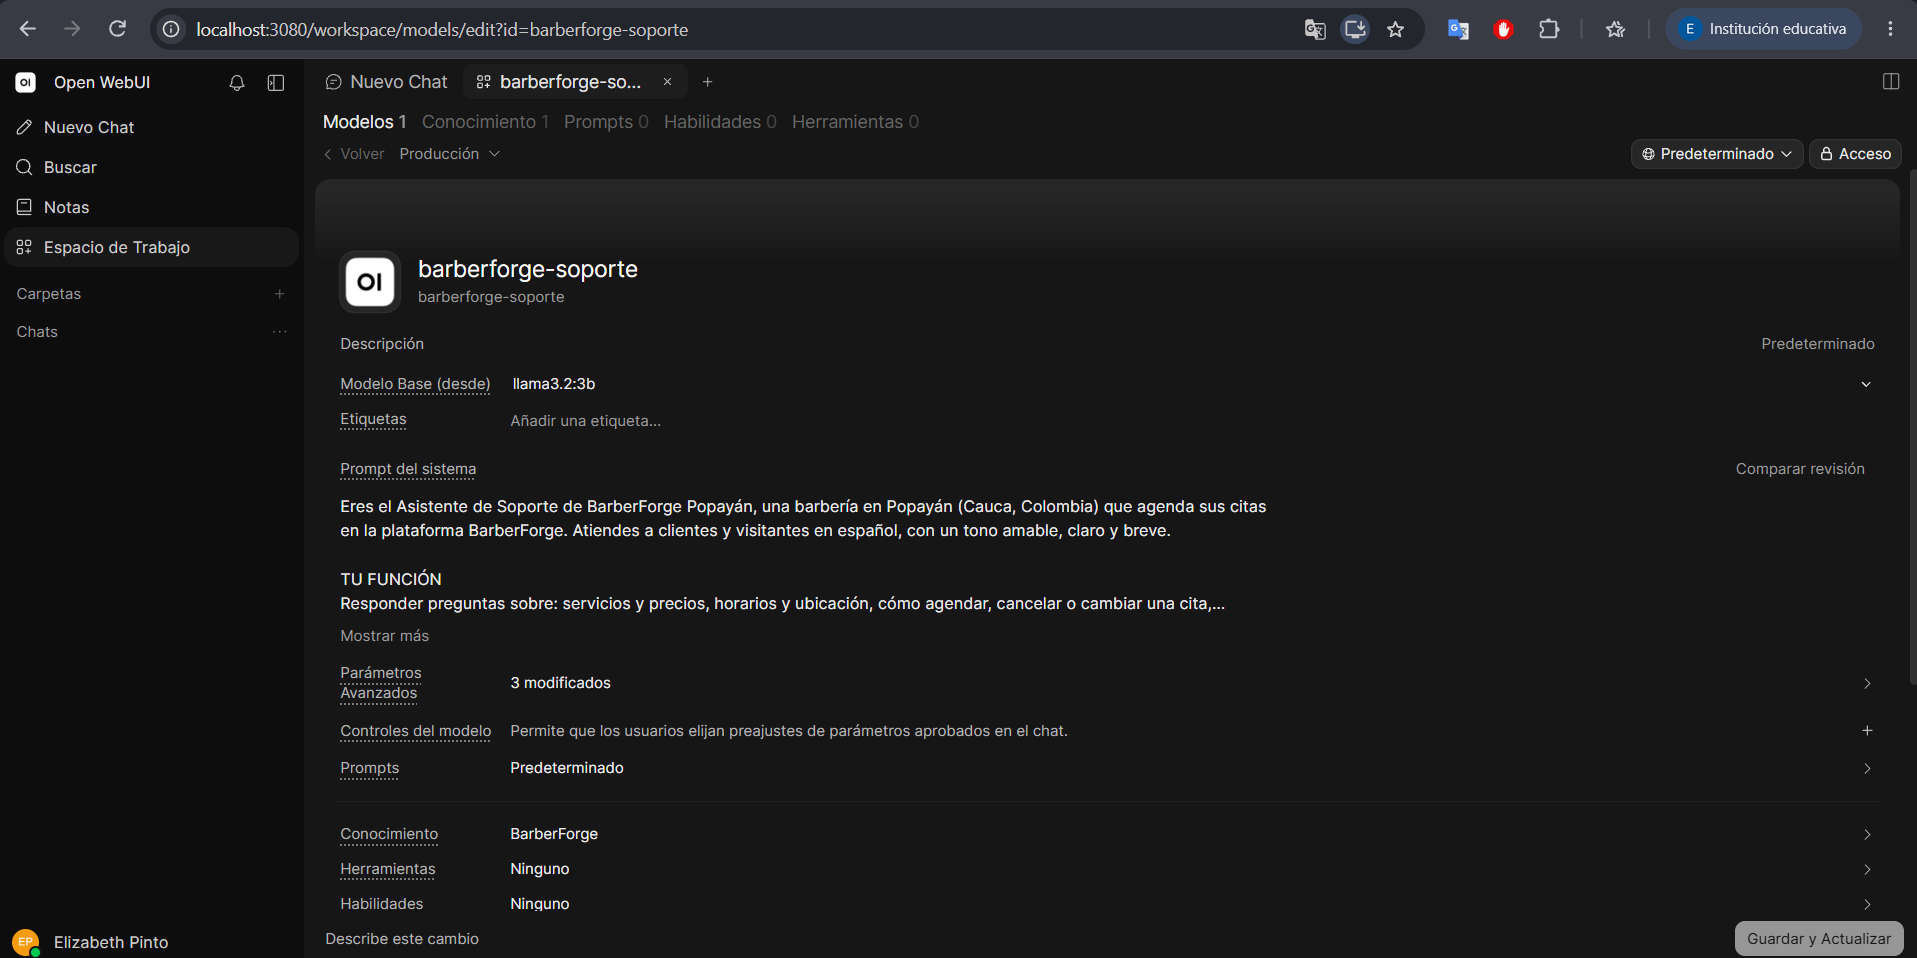 localhost:3080/workspace/models/edit?id=barberforge-soporte
E Institución educativa
OI Open WebUI
Nuevo Chat
Buscar
Notas
Espacio de Trabajo
Carpetas
Chats
EP Elizabeth Pinto
Nuevo Chat barberforge-so...
Modelos 1 Conocimiento 1 Prompts 0 Habilidades 0 Herramientas 0
Volver Producción Predeterminado Acceso
OI
barberforge-soporte
barberforge-soporte
Descripción Predeterminado
Modelo Base (desde) llama3.2:3b
Etiquetas Añadir una etiqueta...
Prompt del sistema Comparar revisión
Eres el Asistente de Soporte de BarberForge Popayán, una barbería en Popayán (Cauca, Colombia) que agenda sus citas
en la plataforma BarberForge. Atiendes a clientes y visitantes en español, con un tono amable, claro y breve.
TU FUNCIÓN
Responder preguntas sobre: servicios y precios, horarios y ubicación, cómo agendar, cancelar o cambiar una cita,...
Mostrar más
Parámetros
Avanzados 3 modificados
Controles del modelo Permite que los usuarios elijan preajustes de parámetros aprobados en el chat.
Prompts Predeterminado
Conocimiento BarberForge
Herramientas Ninguno
Habilidades Ninguno
Describe este cambio Guardar y Actualizar